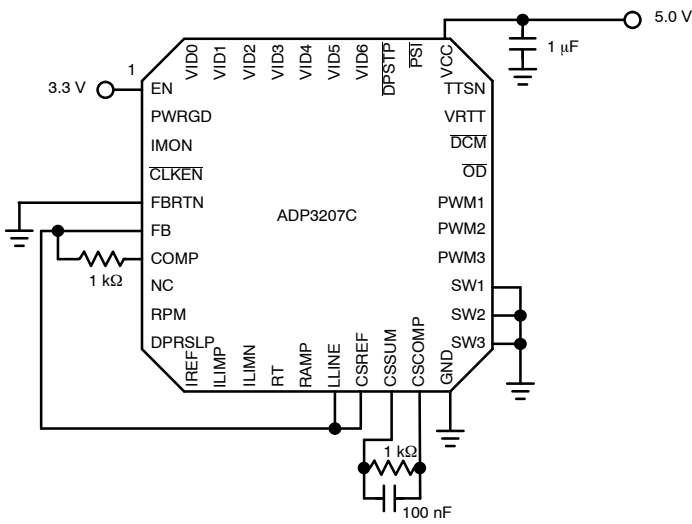 5.0 V
1 μF
3.3 V
1
VID0
VID1
VID2
VID3
VID4
VID5
VID6
DPSTP
PSI
VCC
EN
PWRGD
IMON
CLKEN
FBRTN
FB
COMP
NC
RPM
DPRSLP
1 kΩ
ADP3207C
TTSN
VRTT
DCM
OD
PWM1
PWM2
PWM3
SW1
SW2
SW3
IREF
ILIMP
ILIMN
RT
RAMP
LLINE
CSREF
CSSUM
CSCOMP
GND
1 kΩ
100 nF